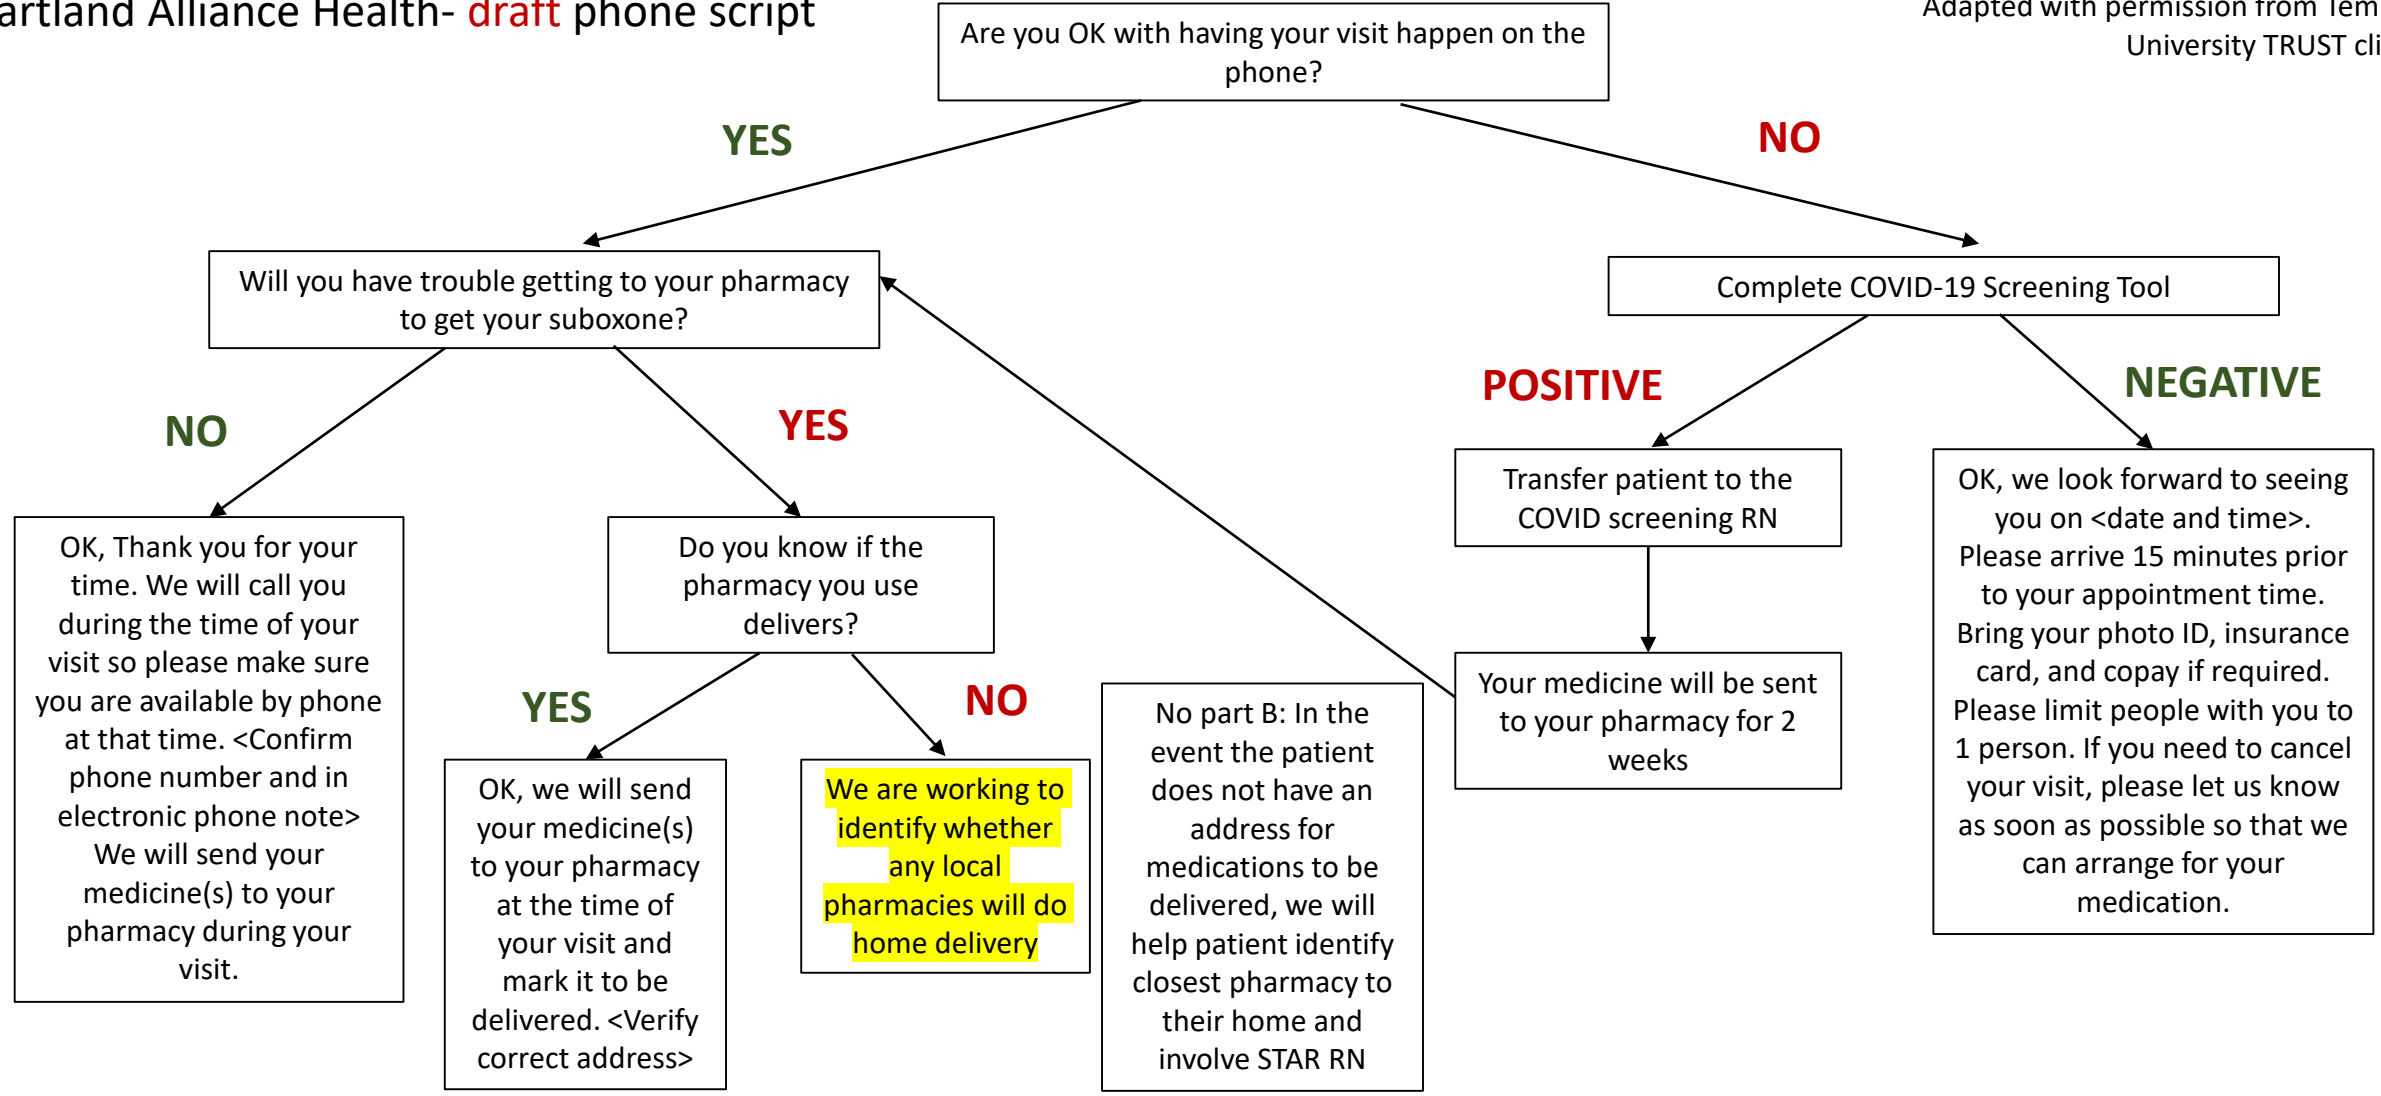 artland Alliance Health- draft phone script
Adapted with permission from Tem
University TRUST cli
Are you OK with having your visit happen on the
phone?
YES
NO
Will you have trouble getting to your pharmacy
to get your suboxone?
Complete COVID-19 Screening Tool
NO
YES
POSITIVE
NEGATIVE
OK, Thank you for your
time. We will call you
during the time of your
visit so please make sure
you are available by phone
at that time. <Confirm
phone number and in
electronic phone note>
We will send your
medicine(s) to your
pharmacy during your
visit.
Do you know if the
pharmacy you use
delivers?
YES
NO
OK, we will send
your medicine(s)
to your pharmacy
at the time of
your visit and
mark it to be
delivered. <Verify
correct address>
We are working to
identify whether
any local
pharmacies will do
home delivery
No part B: In the
event the patient
does not have an
address for
medications to be
delivered, we will
help patient identify
closest pharmacy to
their home and
involve STAR RN
Transfer patient to the
COVID screening RN
Your medicine will be sent
to your pharmacy for 2
weeks
OK, we look forward to seeing
you on <date and time>.
Please arrive 15 minutes prior
to your appointment time.
Bring your photo ID, insurance
card, and copay if required.
Please limit people with you to
1 person. If you need to cancel
your visit, please let us know
as soon as possible so that we
can arrange for your
medication.